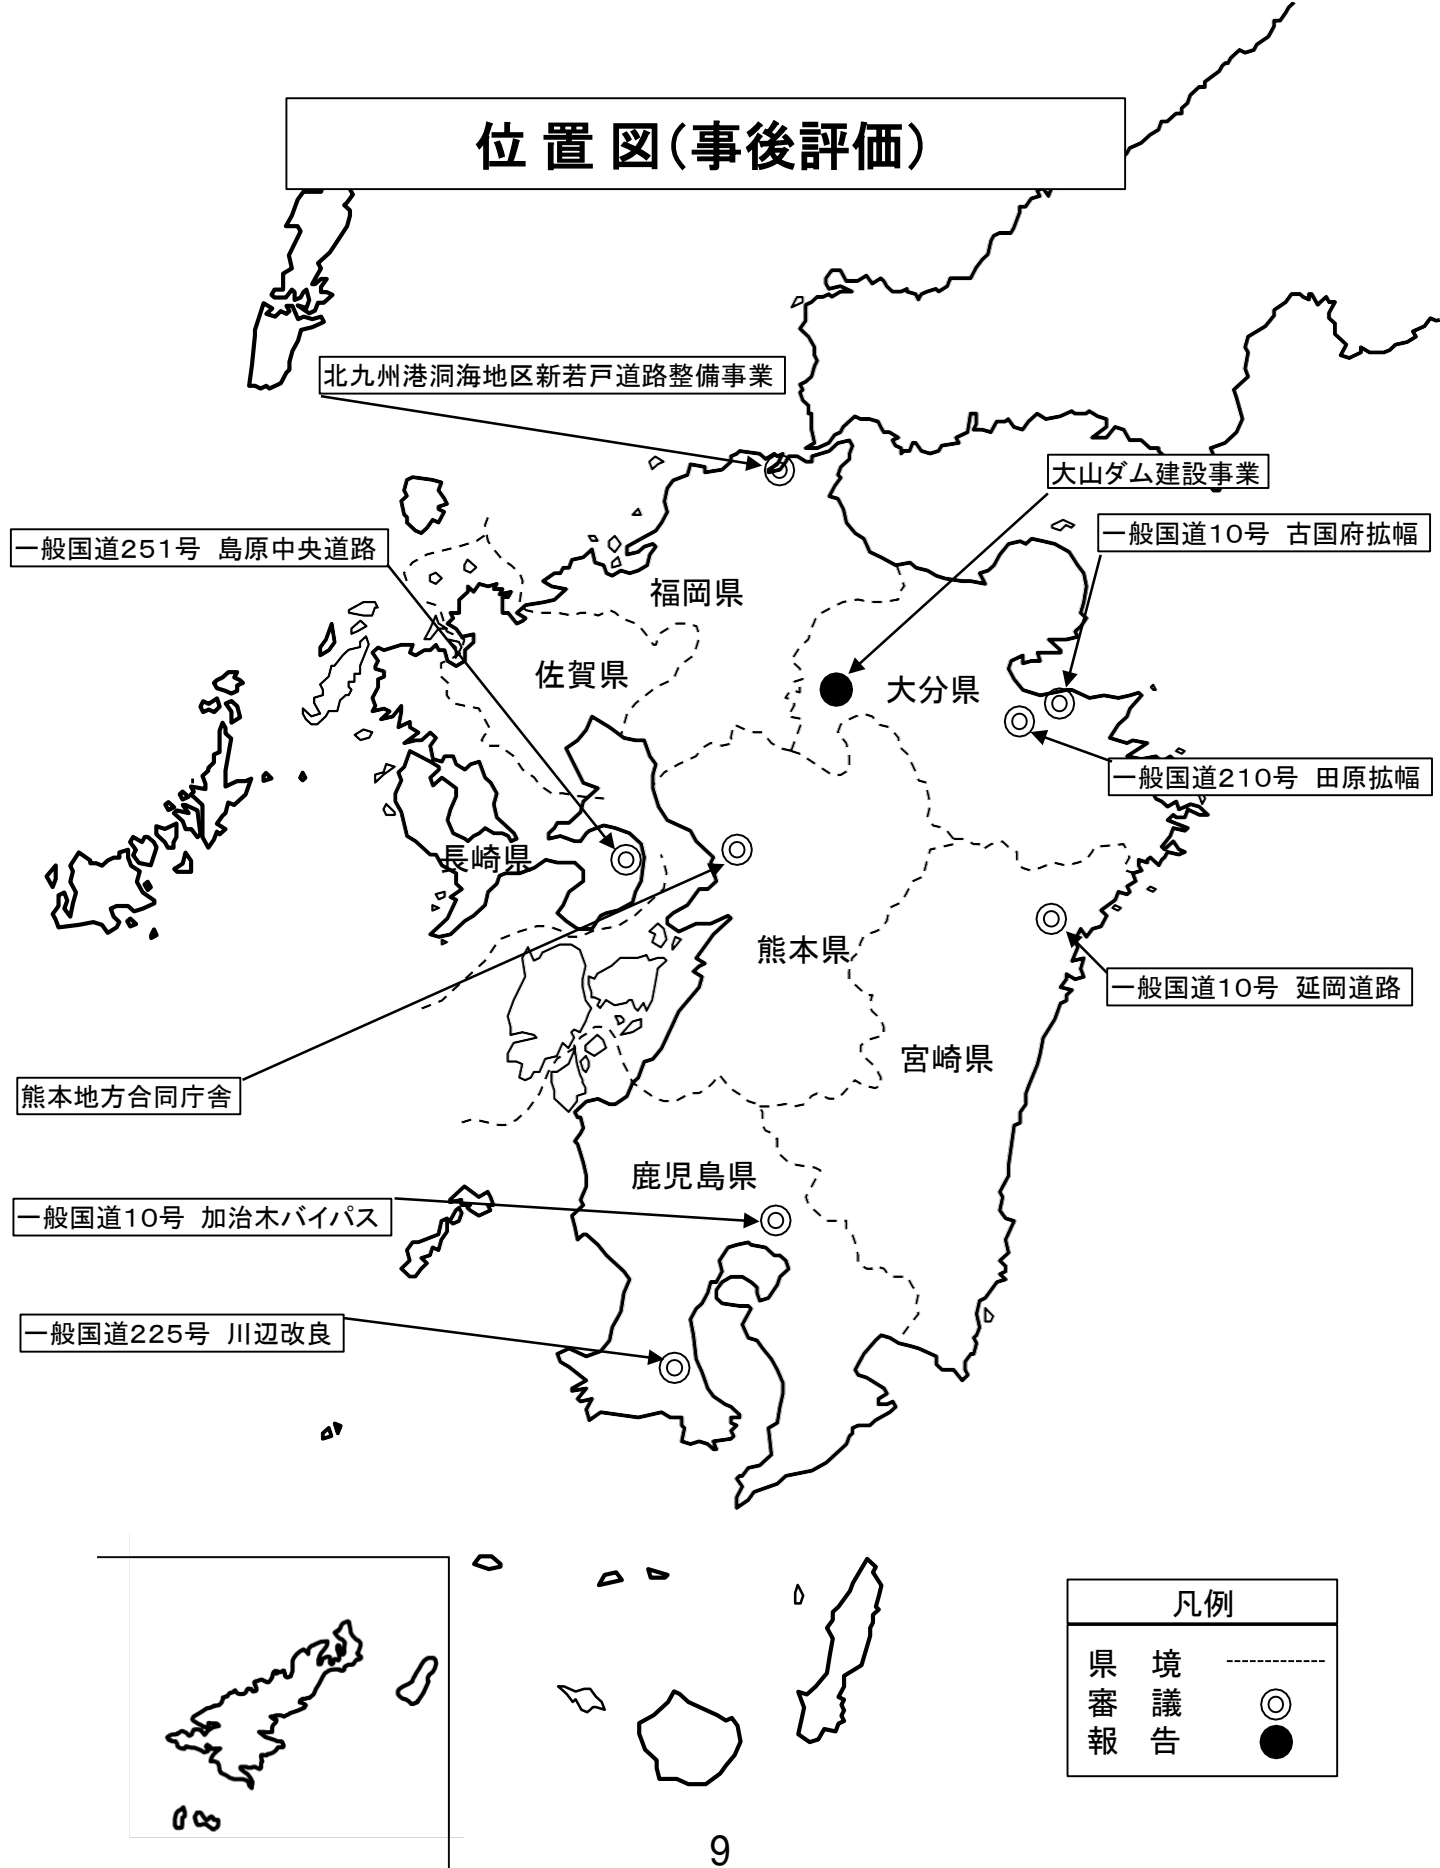 位置図（事後評価）
北九州港洞海地区新若戸道路整備事業
大山ダム建設事業
一般国道10号　古国府拡幅
一般国道251号　島原中央道路
福岡県
佐賀県
大分県
一般国道210号　田原拡幅
長崎県
熊本県
一般国道10号　延岡道路
宮崎県
熊本地方合同庁舎
鹿児島県
一般国道10号　加治木バイパス
一般国道225号　川辺改良
凡例
県　境
審　議
報　告
9